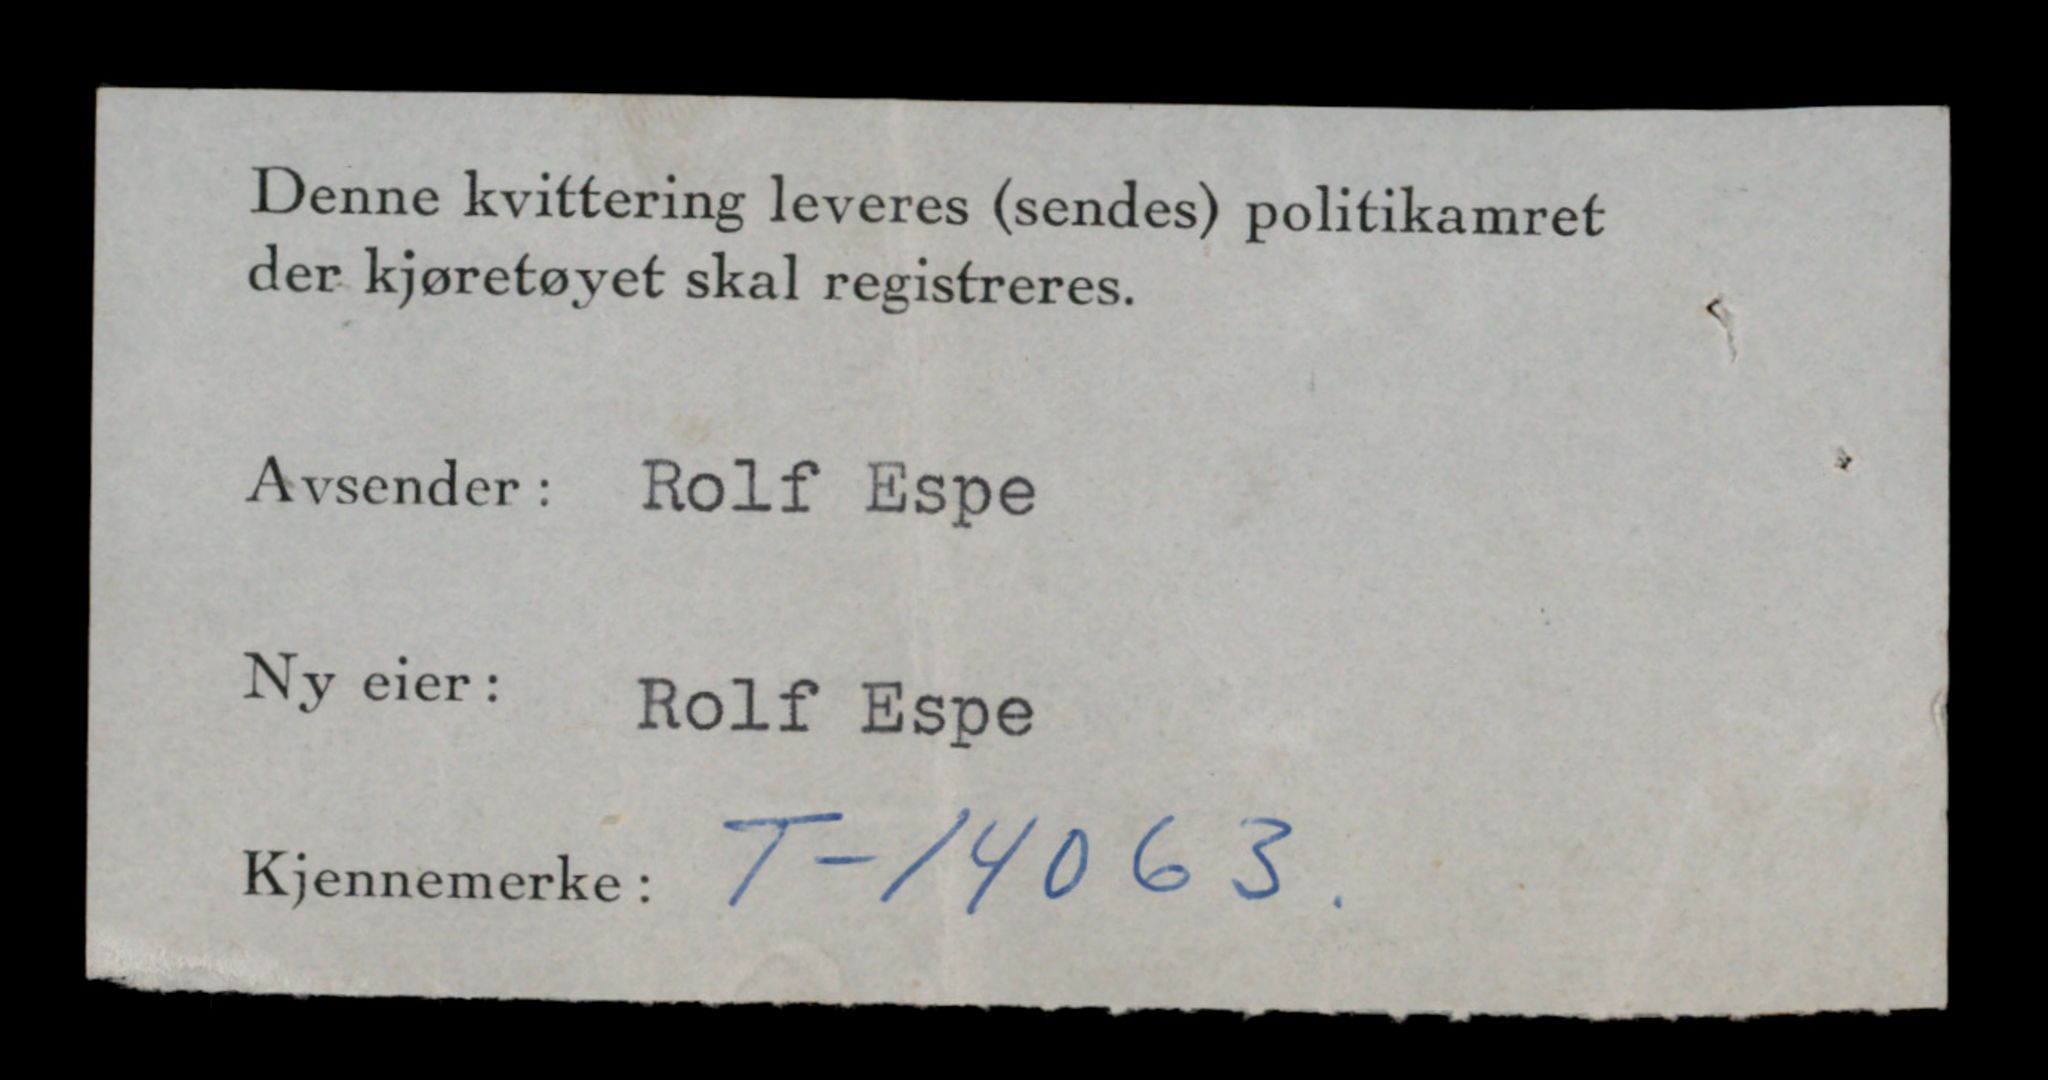 Denne kvittering leveres (sendes) politikamret
der kjøretøyet skal registreres.
Avsender: Rolf Espe
Ny eier: Rolf Espe
Kjennemerke: T-14063.